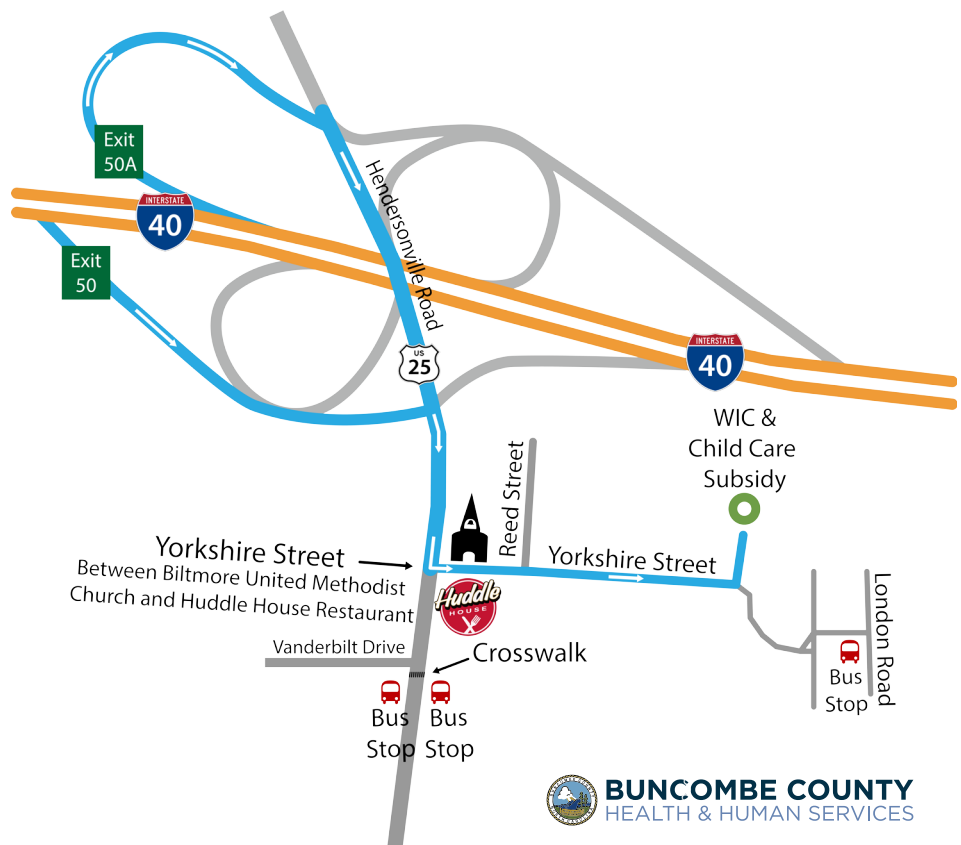 Exit
50A
INTERSTATE
40
Hendersonville Road
Exit
50
US
25
INTERSTATE
40
WIC &
Child Care
Subsidy
Reed Street
Yorkshire Street
Yorkshire Street
Between Biltmore United Methodist
Church and Huddle House Restaurant
Huddle
HOUSE
London Road
Vanderbilt Drive
Crosswalk
Bus
Stop
Bus
Stop
Bus
Stop
BUNCOMBE COUNTY
HEALTH & HUMAN SERVICES